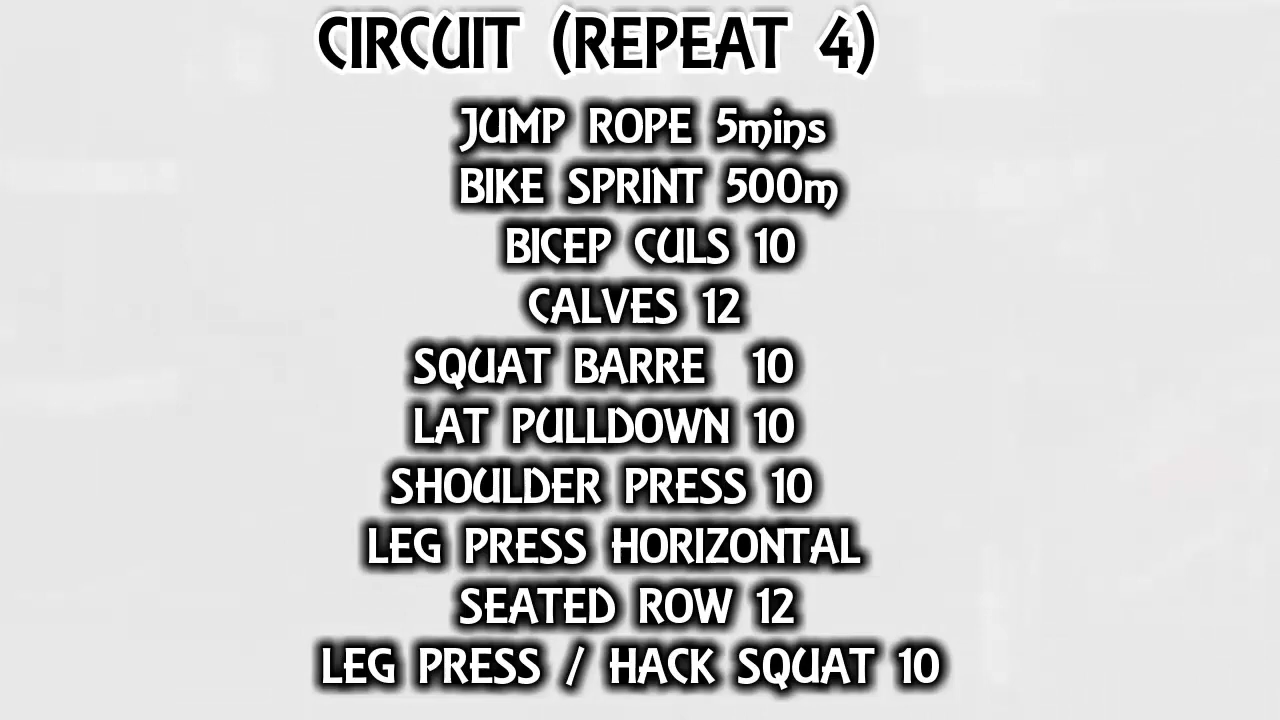 CIRCUIT (REPEAT 4)
JUMP ROPE 5mins
BIKE SPRINT 500m
BICEP CULS 10
CALVES 12
SQUAT BARRE 10
LAT PULLDOWN 10
SHOULDER PRESS 10
LEG PRESS HORIZONTAL
SEATED ROW 12
LEG PRESS / HACK SQUAT 10